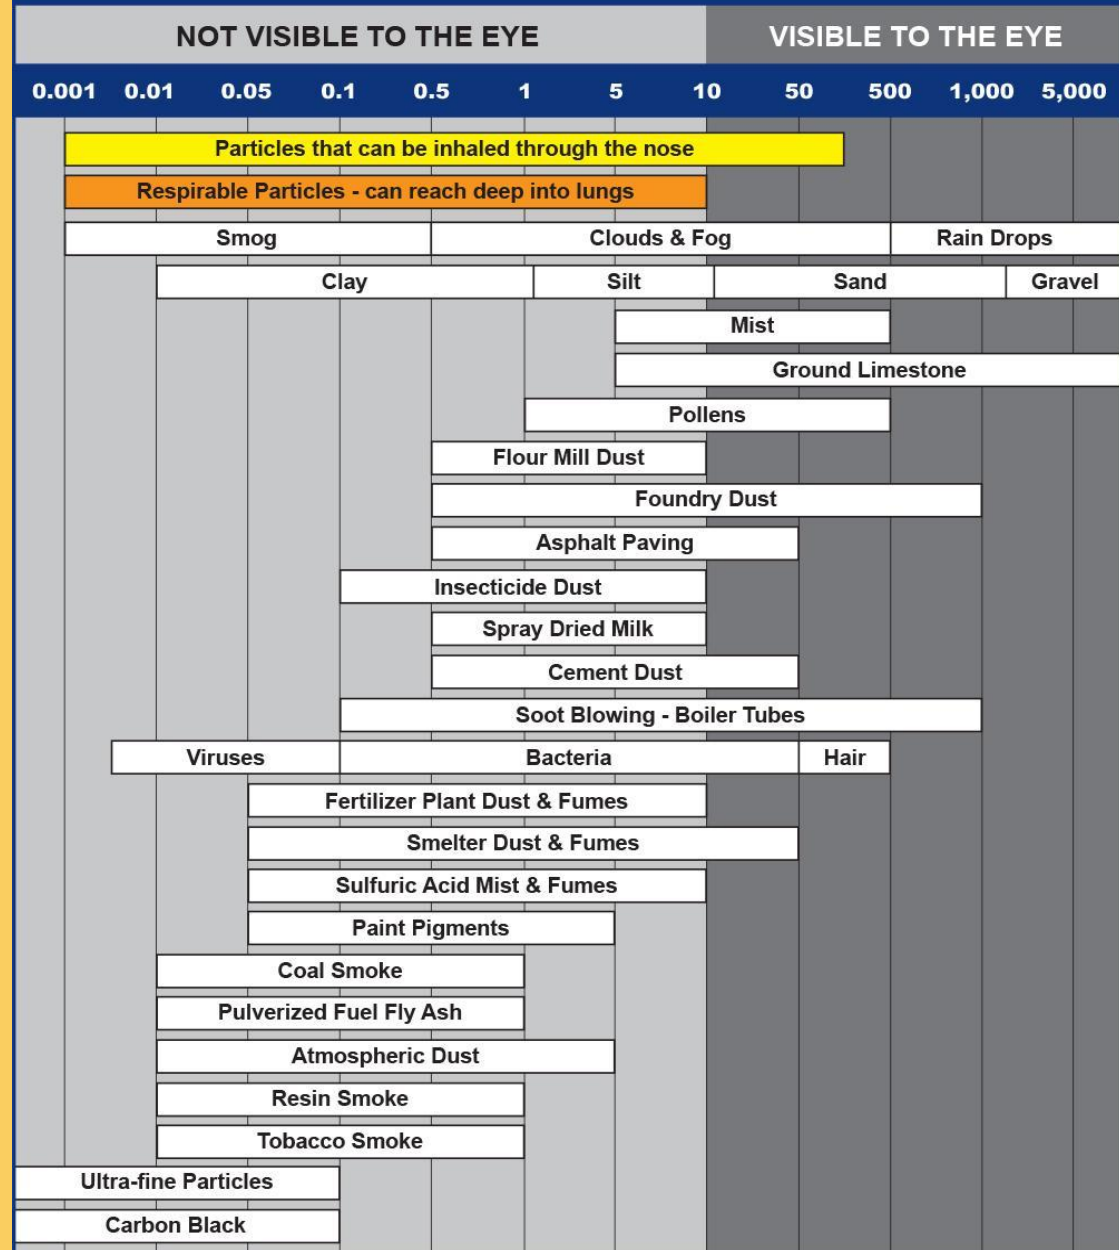 NOT VISIBLE TO THE EYE VISIBLE TO THE EYE
0.001 0.01 0.05 0.1 0.5 1 5 10 50 500 1,000 5,000
Particles that can be inhaled through the nose
Respirable Particles - can reach deep into lungs
Smog Clouds & Fog Rain Drops
Clay Silt Sand Gravel
Mist
Ground Limestone
Pollens
Flour Mill Dust
Foundry Dust
Asphalt Paving
Insecticide Dust
Spray Dried Milk
Cement Dust
Soot Blowing - Boiler Tubes
Viruses Bacteria Hair
Fertilizer Plant Dust & Fumes
Smelter Dust & Fumes
Sulfuric Acid Mist & Fumes
Paint Pigments
Coal Smoke
Pulverized Fuel Fly Ash
Atmospheric Dust
Resin Smoke
Tobacco Smoke
Ultra-fine Particles
Carbon Black